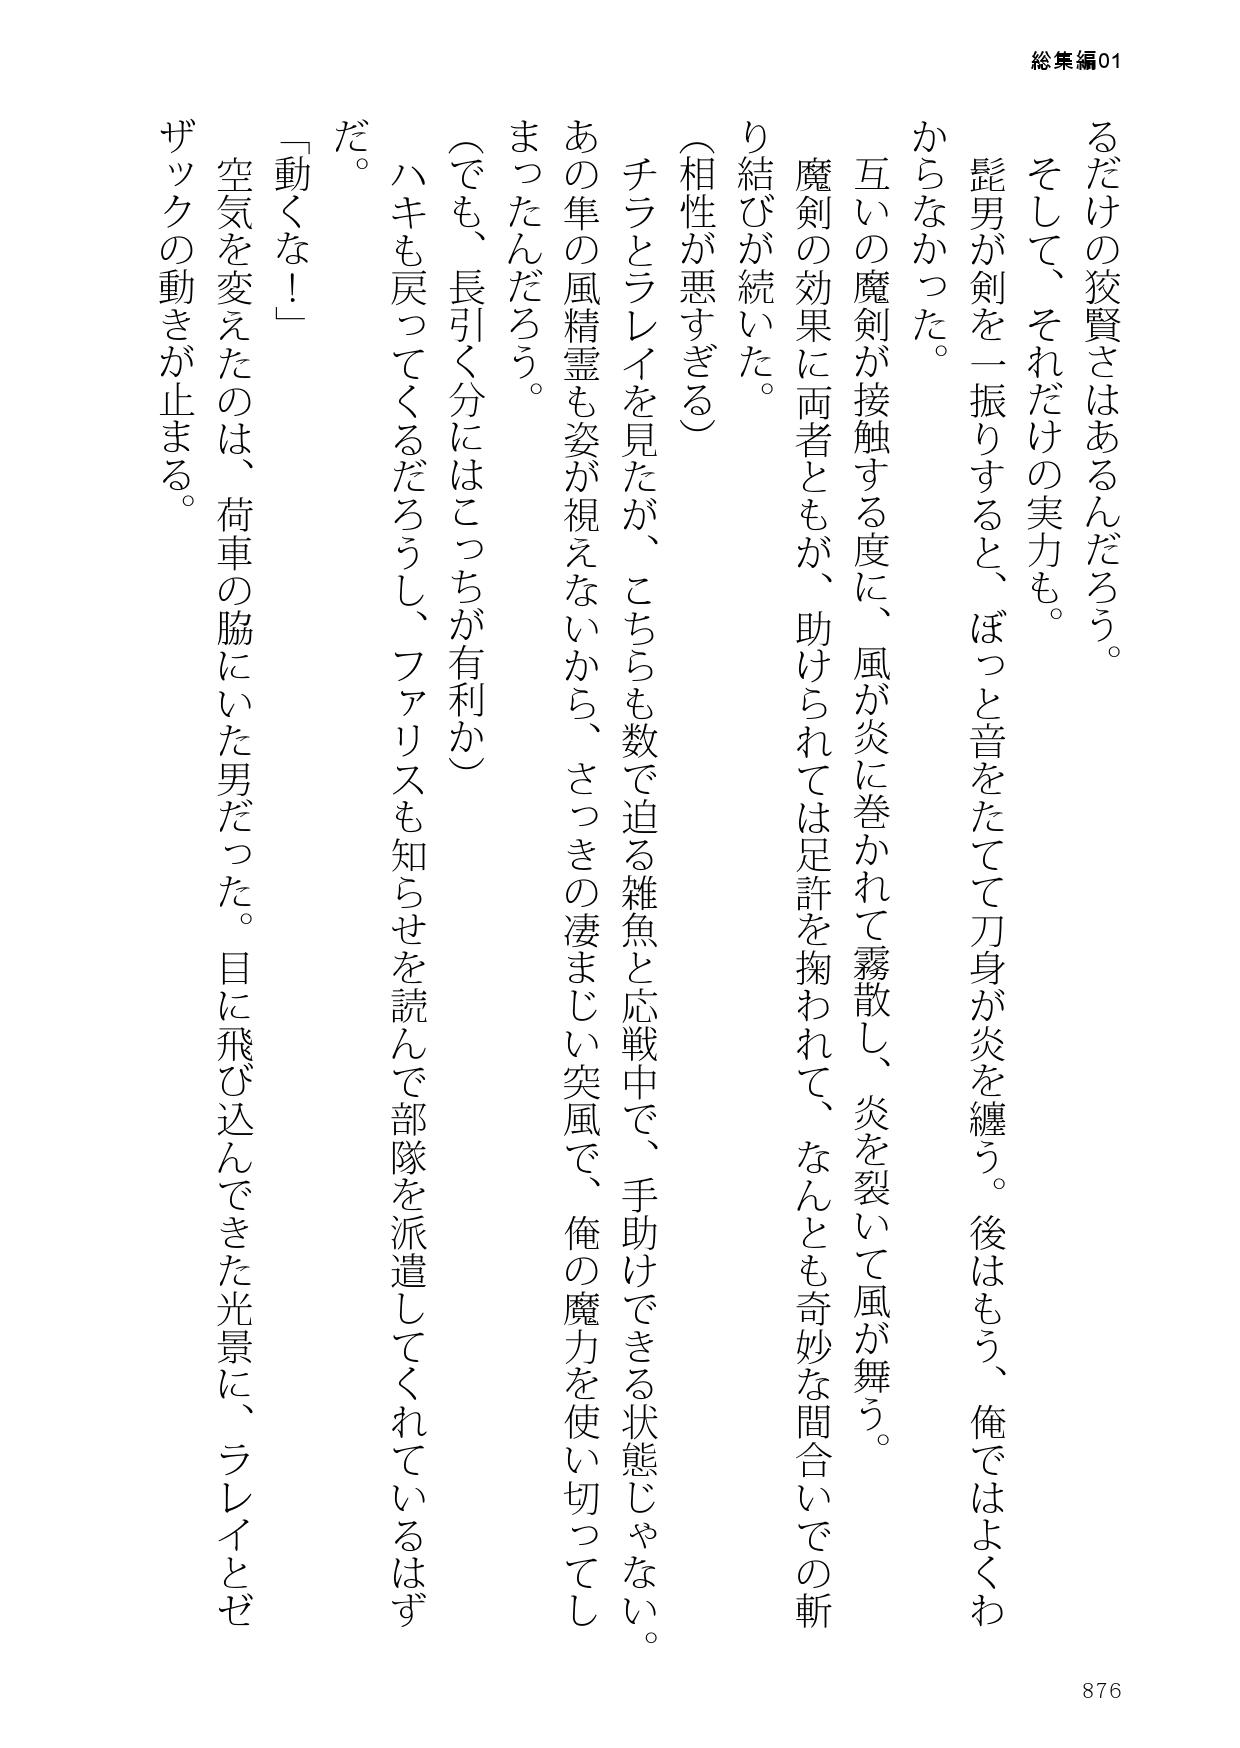 総集編01
るだけの狡賢さはあるんだろう。
そして、それだけの実力も。
髭男が剣を一振りすると、ぼっと音をたてて刀身が炎を纏う。後はもう、俺ではよくわ
からなかった。
互いの魔剣が接触する度に、風が炎に巻かれて霧散し、炎を裂いて風が舞う。
魔剣の効果に両者ともが、助けられては足許を掬われて、なんとも奇妙な間合いでの斬
り結びが続いた。
（相性が悪すぎる）
チラとラレイを見たが、こちらも数で迫る雑魚と応戦中で、手助けできる状態じゃない。
あの隼の風精霊も姿が視えないから、さっきの凄まじい突風で、俺の魔力を使い切ってし
まったんだろう。
（でも、長引く分にはこっちが有利か）
ハキも戻ってくるだろうし、ファリスも知らせを読んで部隊を派遣してくれているはず
だ。
「動くな！」
空気を変えたのは、荷車の脇にいた男だった。目に飛び込んできた光景に、ラレイとゼ
ザックの動きが止まる。
876